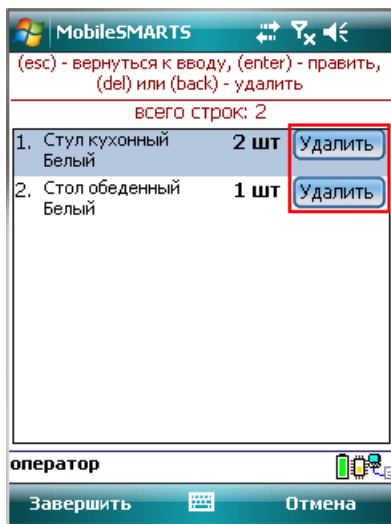 MobileSMARTS
(esc) - вернуться к вводу, (enter) - править,
(del) или (back) - удалить
всего строк: 2
1. Стул кухонный 2 шт Удалить
Белый
2. Стол обеденный 1 шт Удалить
Белый
оператор
Завершить Отмена